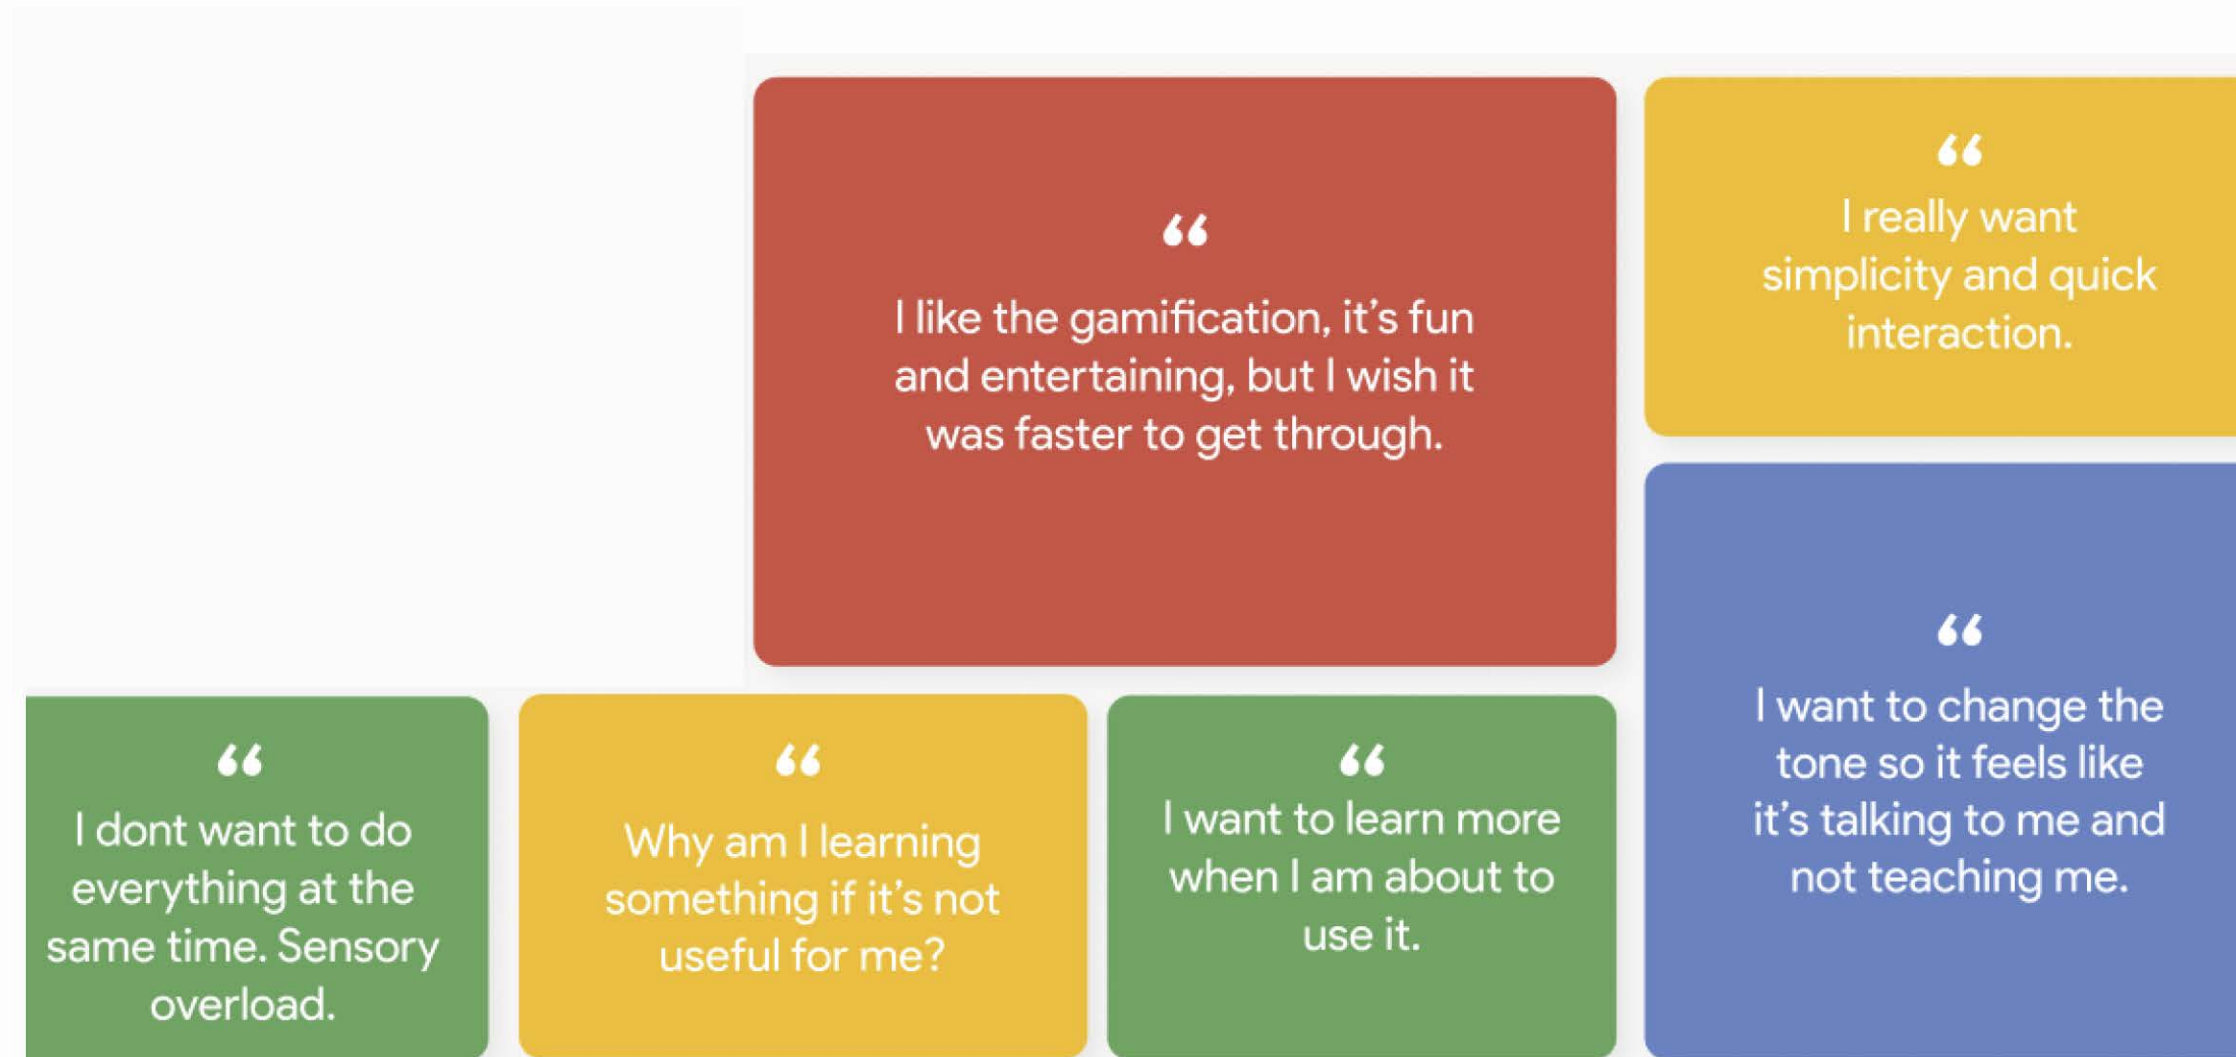 “
I like the gamification, it’s fun
and entertaining, but I wish it
was faster to get through.
“
I really want
simplicity and quick
interaction.
“
I want to change the
tone so it feels like
it’s talking to me and
not teaching me.
“
I dont want to do
everything at the
same time. Sensory
overload.
“
Why am I learning
something if it’s not
useful for me?
“
I want to learn more
when I am about to
use it.